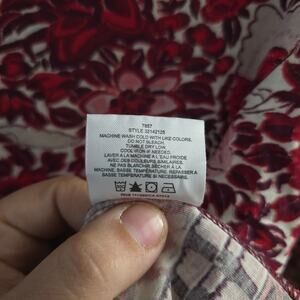 7857
STYLE 32142125
MACHINE WASH COLD WITH LIKE COLORS.
DO NOT BLEACH.
TUMBLE DRY LOW.
COOL IRON IF NEEDED.
LAVER A LA MACHINE A L'EAU FROIDE
AVEC DES COULEURS SIMILAIRES.
NE PAS BLANCHIR. SÉCHER A LA
MACHINE, BASSE TEMPERATURE. REPASSER A
BASSE TEMPERATURE SI NECESSAIRE.